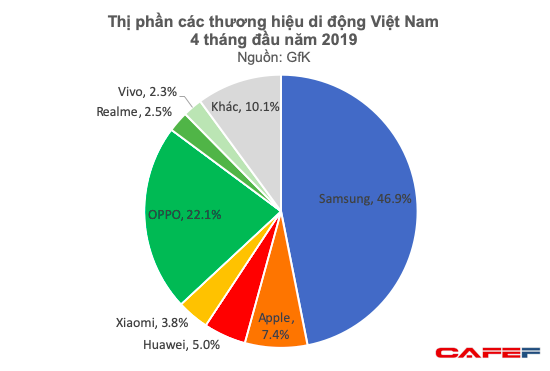 Thị phần các thương hiệu di động Việt Nam
4 tháng đầu năm 2019
Nguồn: GfK
Vivo, 2.3%
Realme, 2.5%
Khác, 10.1%
Samsung, 46.9%
OPPO, 22.1%
Xiaomi, 3.8%
Huawei, 5.0%
Apple,
7.4%
CAFEF